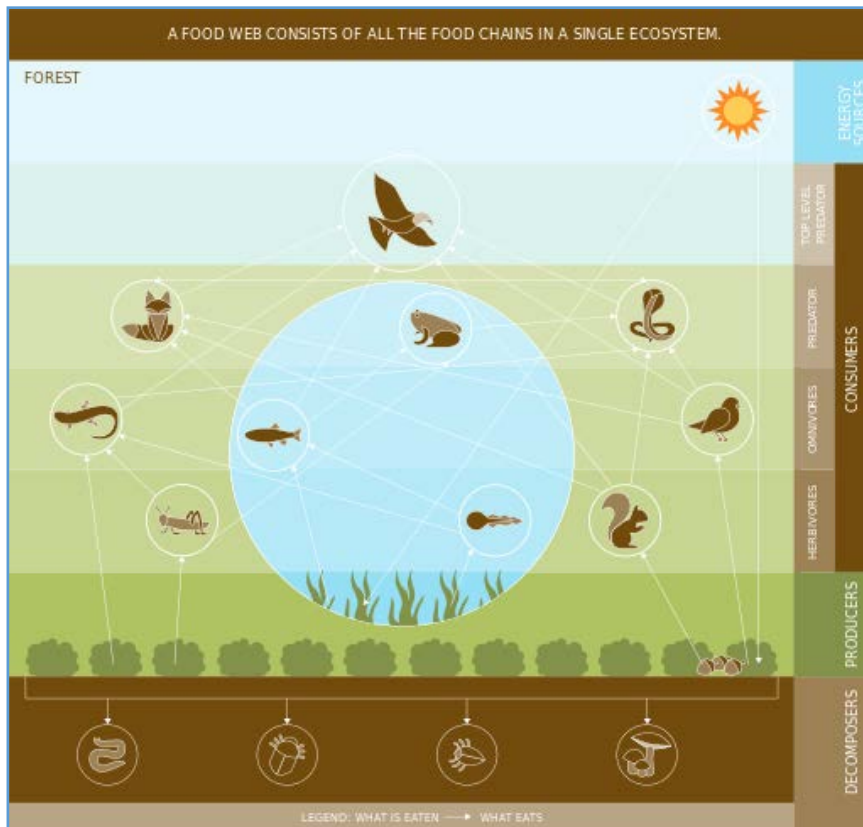 A FOOD WEB CONSISTS OF ALL THE FOOD CHAINS IN A SINGLE ECOSYSTEM.
FOREST
ENERGY
SOURCES
TOP LEVEL
PREDATOR
PREDATOR
OMNIVORES
HERBIVORES
CONSUMERS
PRODUCERS
DECOMPOSERS
LEGEND: WHAT IS EATEN WHAT EATS